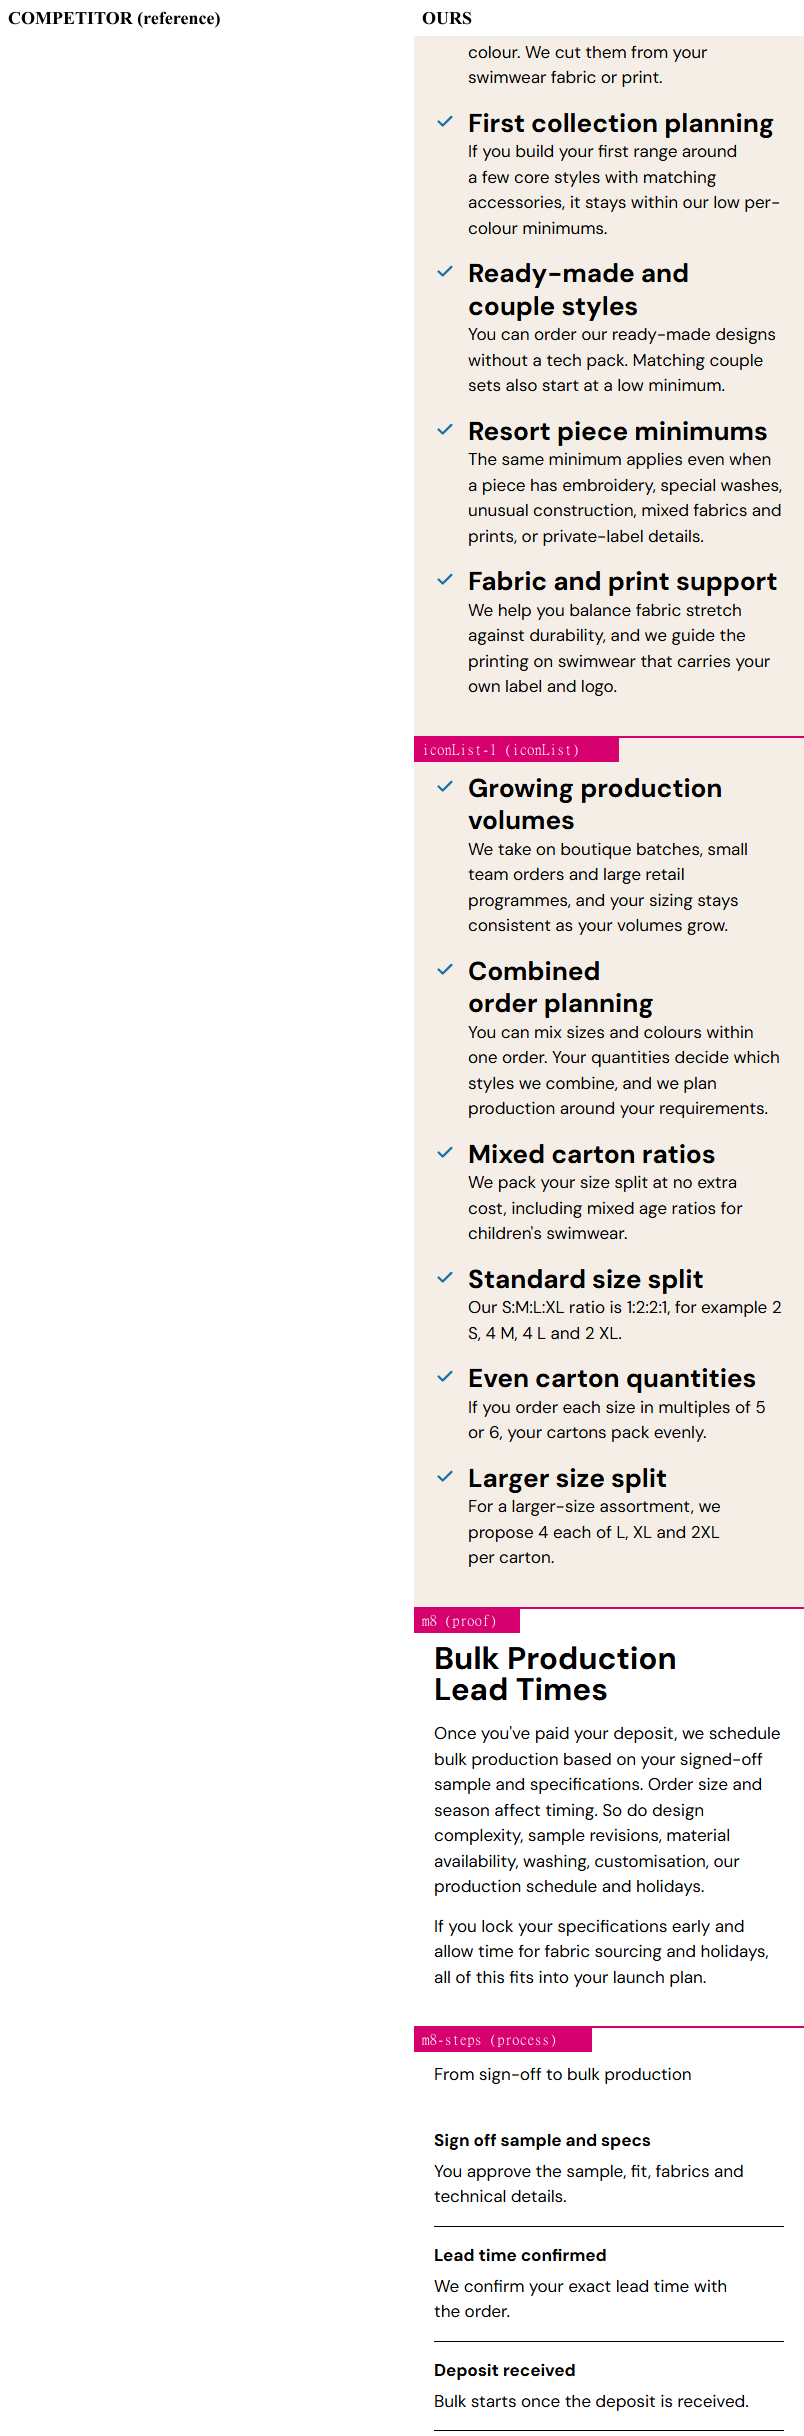 COMPETITOR (reference)
OURS
colour. We cut them from your
swimwear fabric or print.
First collection planning
If you build your first range around
a few core styles with matching
accessories, it stays within our low per-
colour minimums.
Ready-made and
couple styles
You can order our ready-made designs
without a tech pack. Matching couple
sets also start at a low minimum.
Resort piece minimums
The same minimum applies even when
a piece has embroidery, special washes,
unusual construction, mixed fabrics and
prints, or private-label details.
Fabric and print support
We help you balance fabric stretch
against durability, and we guide the
printing on swimwear that carries your
own label and logo.
iconList-1 (iconList)
Growing production
volumes
We take on boutique batches, small
team orders and large retail
programmes, and your sizing stays
consistent as your volumes grow.
Combined
order planning
You can mix sizes and colours within
one order. Your quantities decide which
styles we combine, and we plan
production around your requirements.
Mixed carton ratios
We pack your size split at no extra
cost, including mixed age ratios for
children's swimwear.
Standard size split
Our S:M:L:XL ratio is 1:2:2:1, for example 2
S, 4 M, 4 L and 2 XL.
Even carton quantities
If you order each size in multiples of 5
or 6, your cartons pack evenly.
Larger size split
For a larger-size assortment, we
propose 4 each of L, XL and 2XL
per carton.
m8 (proof)
Bulk Production
Lead Times
Once you've paid your deposit, we schedule
bulk production based on your signed-off
sample and specifications. Order size and
season affect timing. So do design
complexity, sample revisions, material
availability, washing, customisation, our
production schedule and holidays.
If you lock your specifications early and
allow time for fabric sourcing and holidays,
all of this fits into your launch plan.
m8-steps (process)
From sign-off to bulk production
Sign off sample and specs
You approve the sample, fit, fabrics and
technical details.
Lead time confirmed
We confirm your exact lead time with
the order.
Deposit received
Bulk starts once the deposit is received.